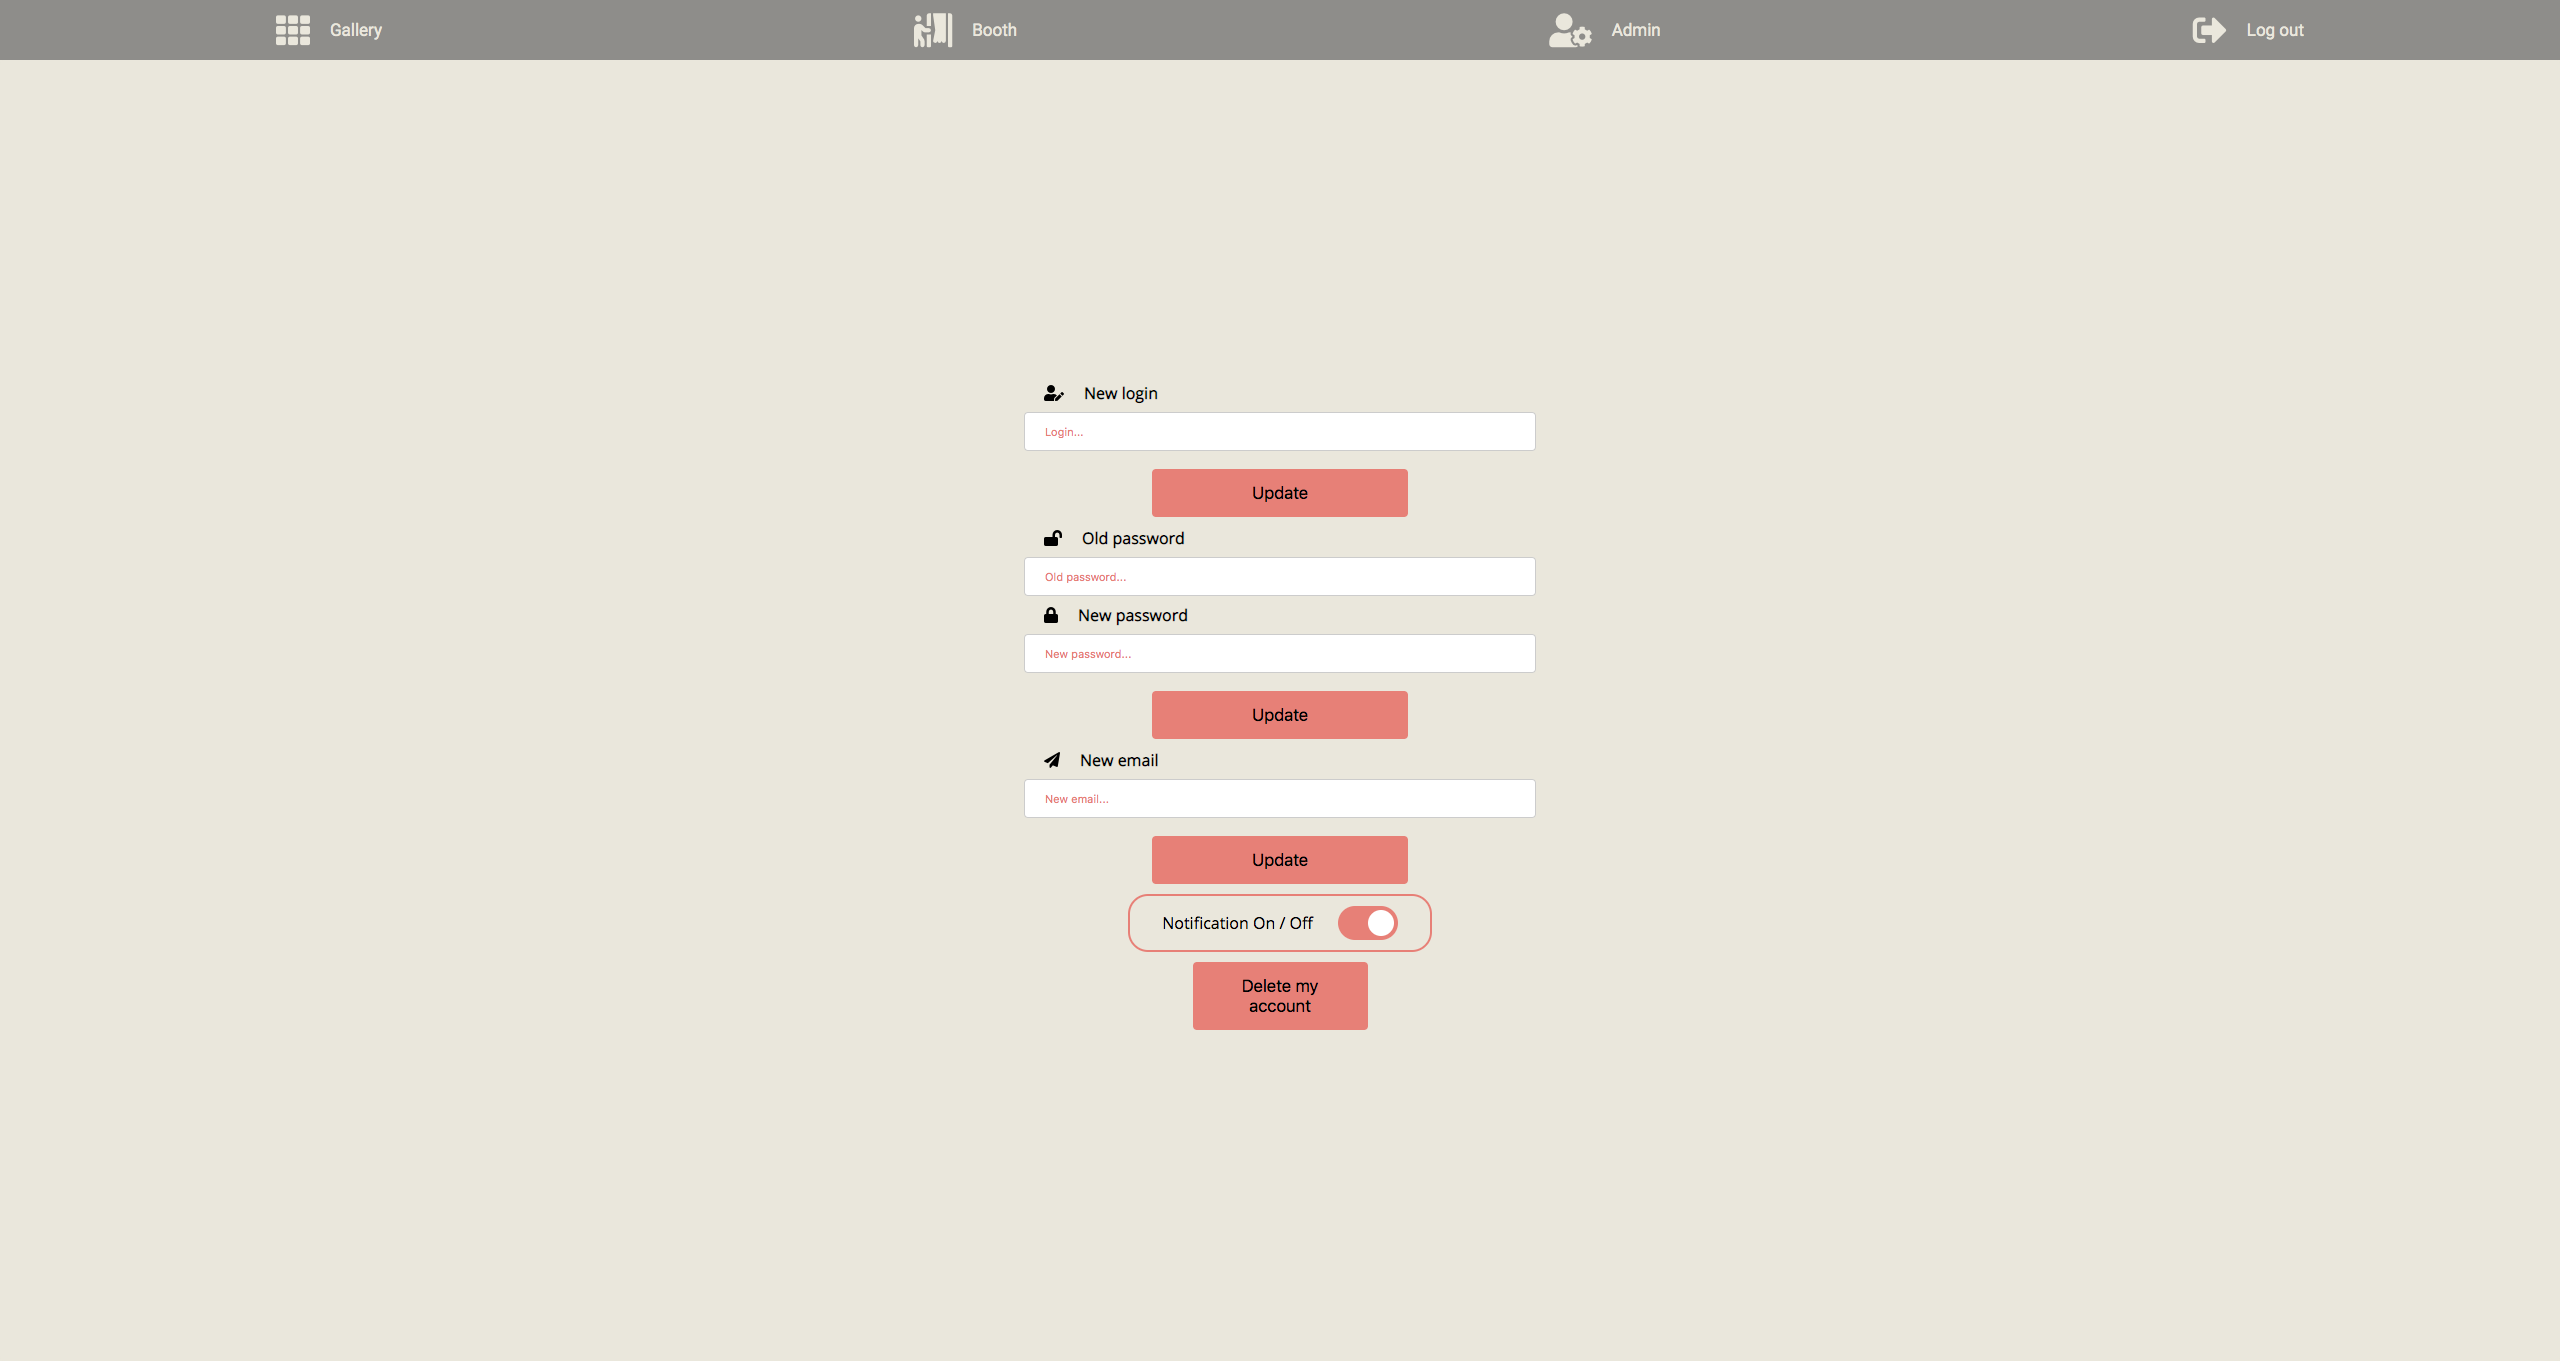 Gallery
Booth
Admin
Log out
New login
Login...
Update
Old password
Old password...
New password
New password...
Update
New email
New email...
Update
Notification On / Off
Delete my
account